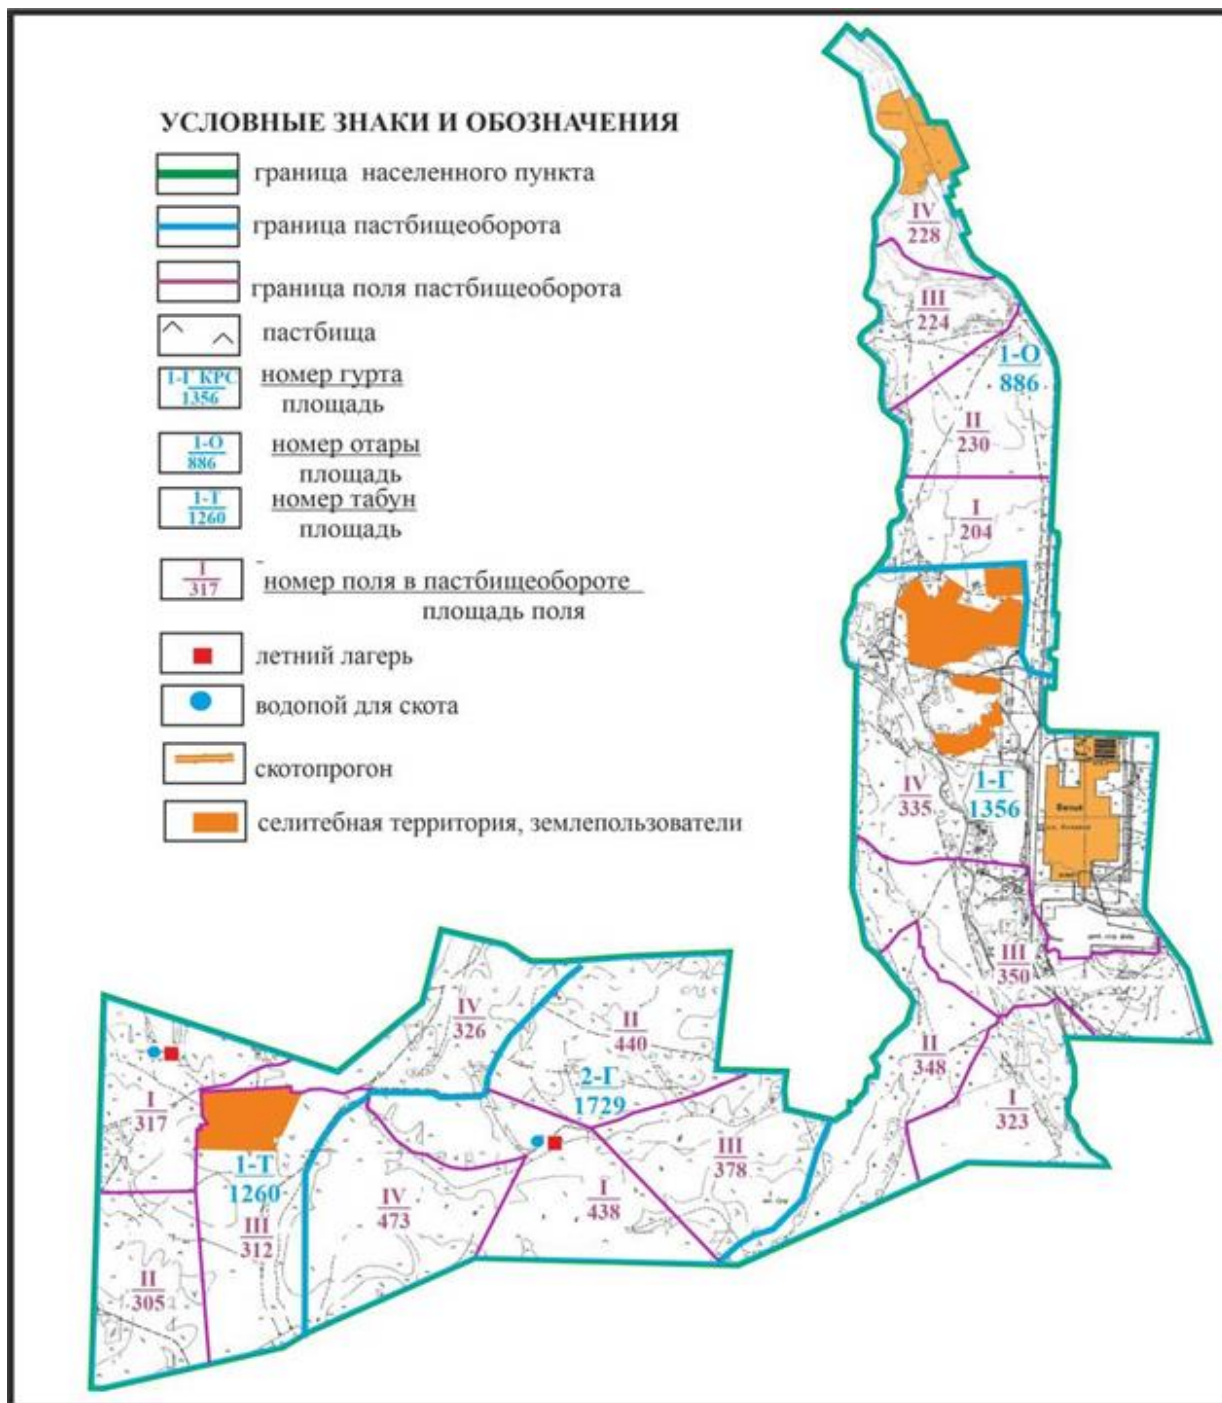 УСЛОВНЫЕ ЗНАКИ И ОБОЗНАЧЕНИЯ
граница населенного пункта
граница пастбищеоборота
граница поля пастбищеоборота
пастбища
1-Г КРС
1356
номер гурта
площадь
1-О
886
номер отары
площадь
1-Т
1260
номер табун
площадь
I
317
номер поля в пастбищеобороте
площадь поля
летний лагерь
водопой для скота
скотопрогон
селитебная территория, землепользователи
IV
228
III
224
1-О
886
II
230
I
204
IV
335
1-Г
1356
III
350
II
348
I
323
IV
326
II
440
2-Г
1729
III
378
I
438
IV
473
I
317
1-Т
1260
III
312
II
305